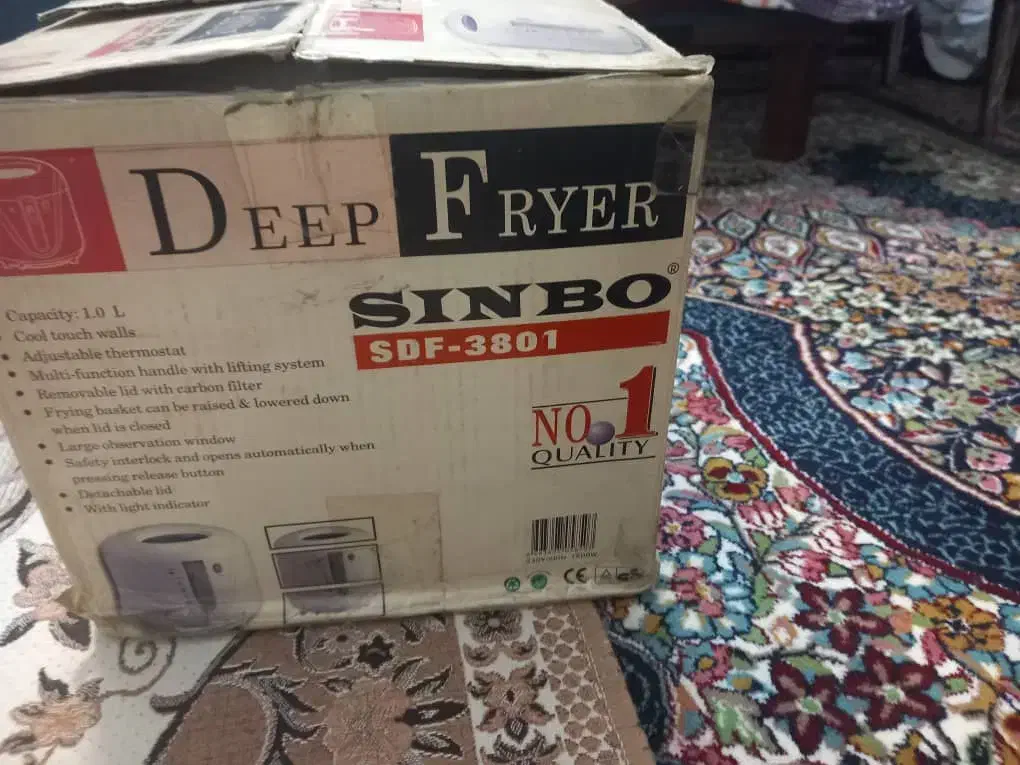 DEEP FRYER
SINBO®
SDF-3801
Capacity: 1.0 L
• Cool touch walls
• Adjustable thermostat
• Multi-function handle with lifting system
• Removable lid with carbon filter
• Frying basket can be raised & lowered down
when lid is closed
• Large observation window
• Safety interlock and opens automatically when
pressing release button
• Detachable lid
• With light indicator
NO.1
QUALITY
CE